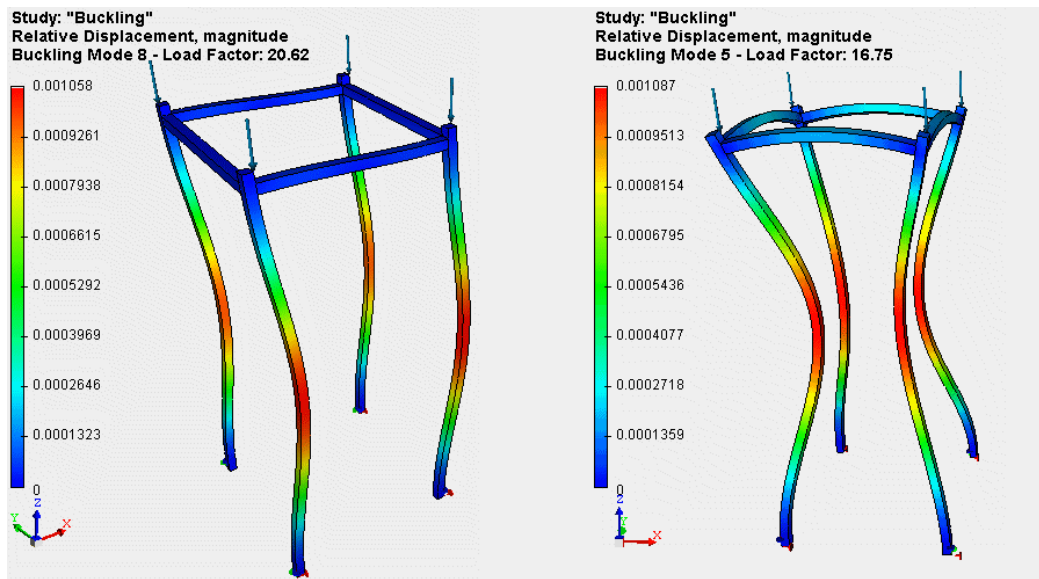 Study: "Buckling"
Relative Displacement, magnitude
Buckling Mode 8 - Load Factor: 20.62
0.001058
0.0009261
0.0007938
0.0006615
0.0005292
0.0003969
0.0002646
0.0001323
0
Z
Y
X
Study: "Buckling"
Relative Displacement, magnitude
Buckling Mode 5 - Load Factor: 16.75
0.001087
0.0009513
0.0008154
0.0006795
0.0005436
0.0004077
0.0002718
0.0001359
0
Z
Y
X